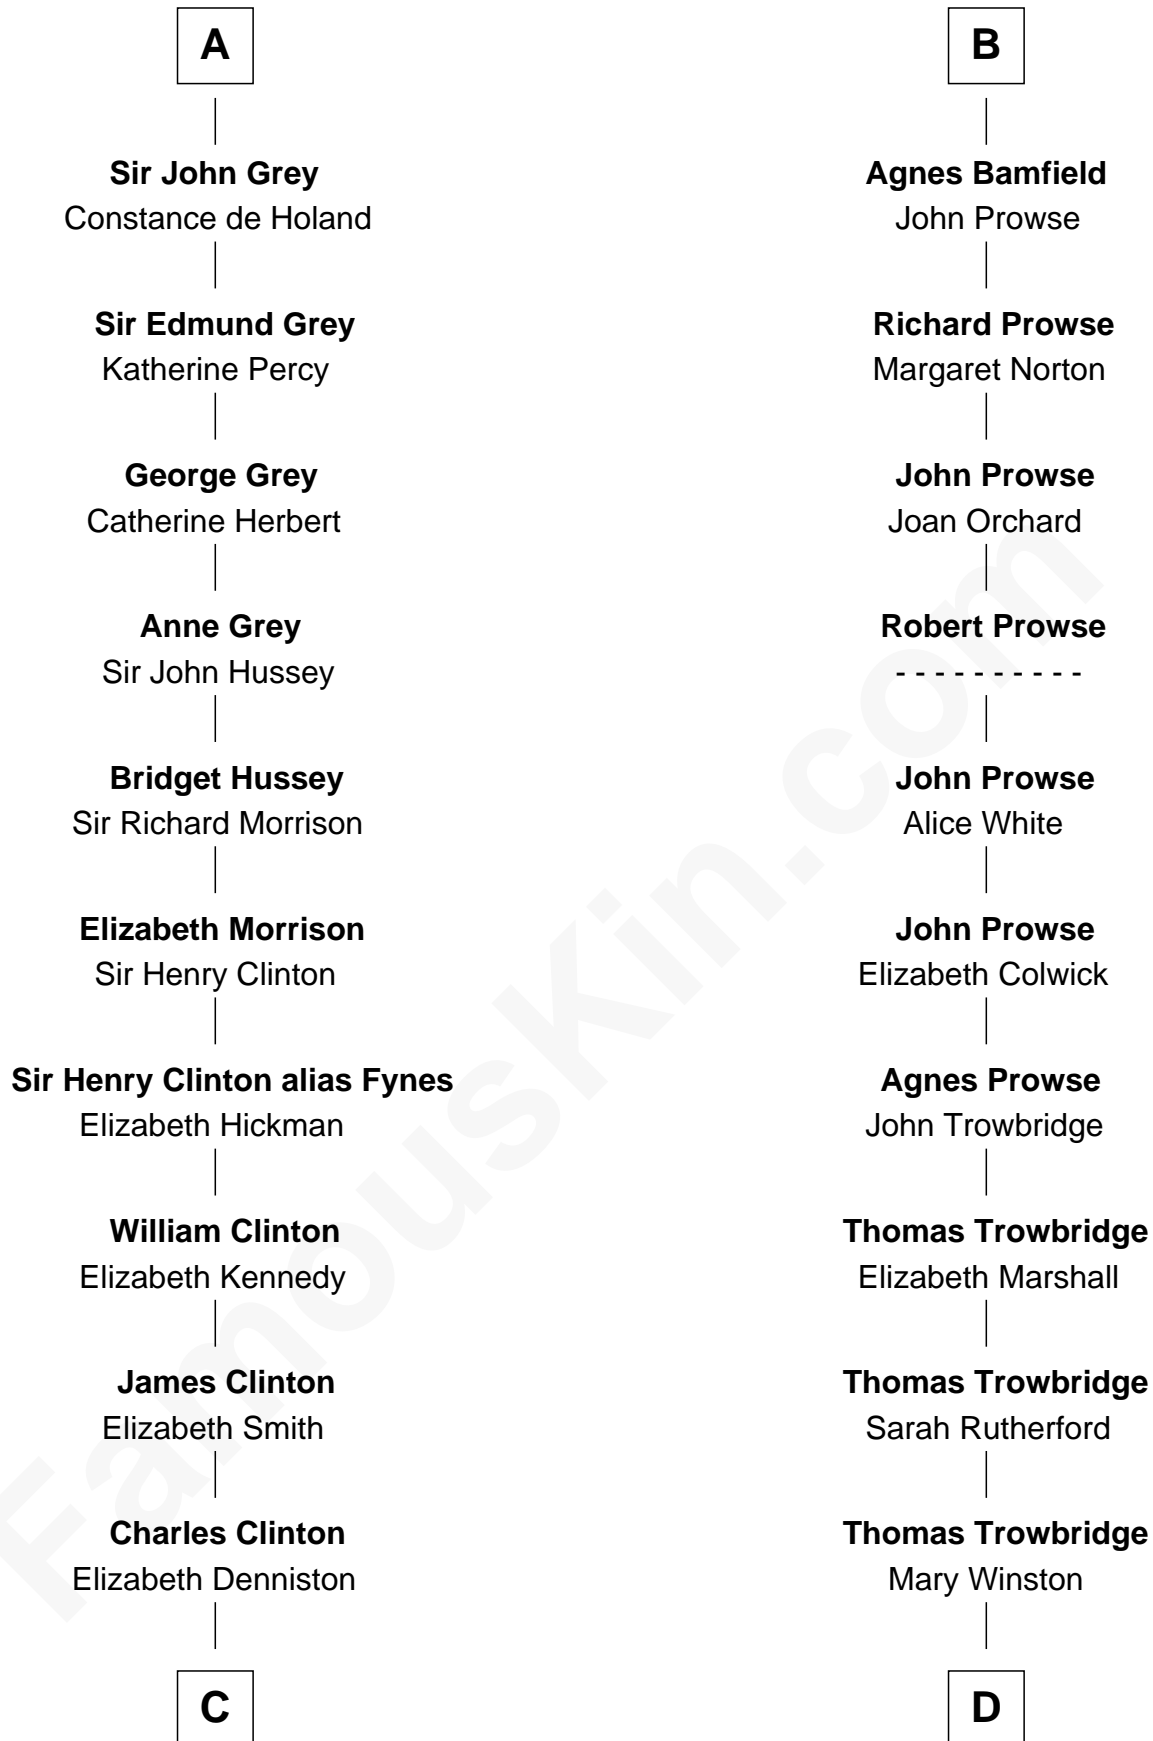 A
Sir John Grey
Constance de Holand
Sir Edmund Grey
Katherine Percy
George Grey
Catherine Herbert
Anne Grey
Sir John Hussey
Bridget Hussey
Sir Richard Morrison
Elizabeth Morrison
Sir Henry Clinton
Sir Henry Clinton alias Fynes
Elizabeth Hickman
William Clinton
Elizabeth Kennedy
James Clinton
Elizabeth Smith
Charles Clinton
Elizabeth Denniston
C
B
Agnes Bamfield
John Prowse
Richard Prowse
Margaret Norton
John Prowse
Joan Orchard
Robert Prowse
- - - - - - - - - -
John Prowse
Alice White
John Prowse
Elizabeth Colwick
Agnes Prowse
John Trowbridge
Thomas Trowbridge
Elizabeth Marshall
Thomas Trowbridge
Sarah Rutherford
Thomas Trowbridge
Mary Winston
D
FamousKin.com